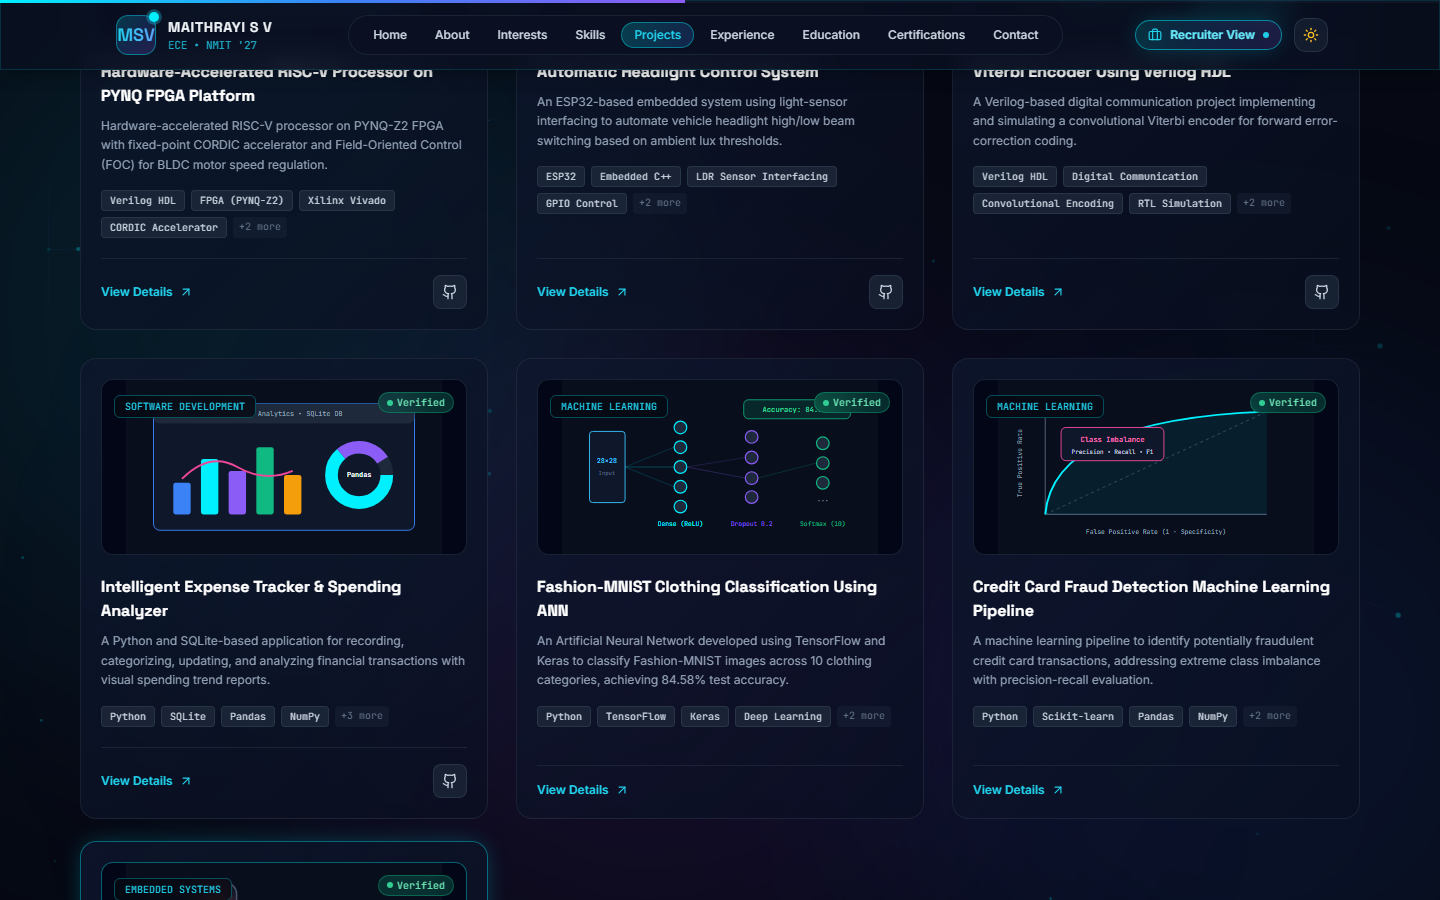 MSV
MAITHRAYI S V
ECE • NMIT '27
Home
About
Interests
Skills
Projects
Experience
Education
Certifications
Contact
Recruiter View
Hardware-Accelerated RISC-V Processor on
PYNQ FPGA Platform
Hardware-accelerated RISC-V processor on PYNQ-Z2 FPGA
with fixed-point CORDIC accelerator and Field-Oriented Control
(FOC) for BLDC motor speed regulation.
Verilog HDL
FPGA (PYNQ-Z2)
Xilinx Vivado
CORDIC Accelerator
+2 more
View Details
Automatic Headlight Control System
An ESP32-based embedded system using light-sensor
interfacing to automate vehicle headlight high/low beam
switching based on ambient lux thresholds.
ESP32
Embedded C++
LDR Sensor Interfacing
GPIO Control
+2 more
View Details
Viterbi Encoder Using Verilog HDL
A Verilog-based digital communication project implementing
and simulating a convolutional Viterbi encoder for forward error-
correction coding.
Verilog HDL
Digital Communication
Convolutional Encoding
RTL Simulation
+2 more
View Details
SOFTWARE DEVELOPMENT
Analytics • SQLite DB
Verified
Pandas
Intelligent Expense Tracker & Spending
Analyzer
A Python and SQLite-based application for recording,
categorizing, updating, and analyzing financial transactions with
visual spending trend reports.
Python
SQLite
Pandas
NumPy
+3 more
View Details
MACHINE LEARNING
Accuracy: 84.
Verified
28×28
Input
Dense (ReLU)
Dropout 0.2
Softmax (10)
...
Fashion-MNIST Clothing Classification Using
ANN
An Artificial Neural Network developed using TensorFlow and
Keras to classify Fashion-MNIST images across 10 clothing
categories, achieving 84.58% test accuracy.
Python
TensorFlow
Keras
Deep Learning
+2 more
View Details
MACHINE LEARNING
Verified
Class Imbalance
Precision • Recall • F1
True Positive Rate
False Positive Rate (1 - Specificity)
Credit Card Fraud Detection Machine Learning
Pipeline
A machine learning pipeline to identify potentially fraudulent
credit card transactions, addressing extreme class imbalance
with precision-recall evaluation.
Python
Scikit-learn
Pandas
NumPy
+2 more
View Details
EMBEDDED SYSTEMS
Verified